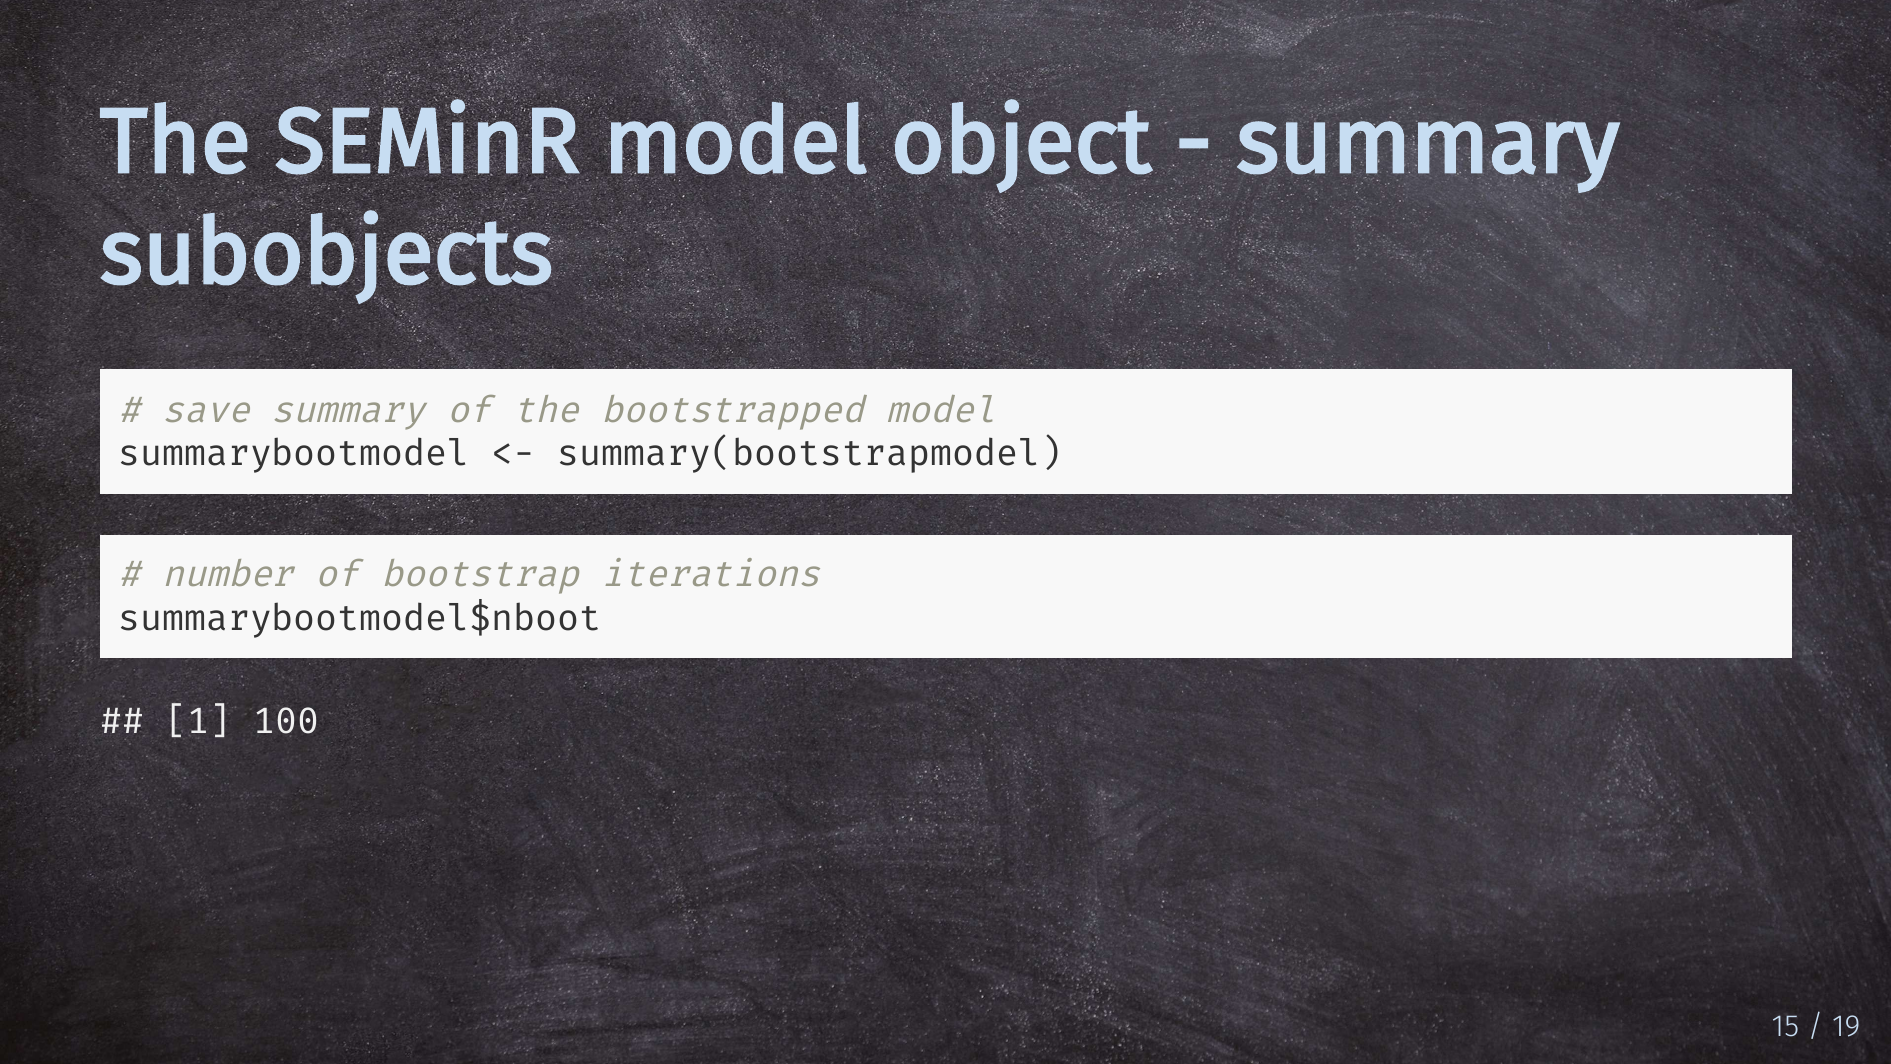 The SEMinR model object - summary
subobjects
# save summary of the bootstrapped model
summarybootmodel <- summary(bootstrapmodel)
# number of bootstrap iterations
summarybootmodel$nboot
## [1] 100
15 / 19